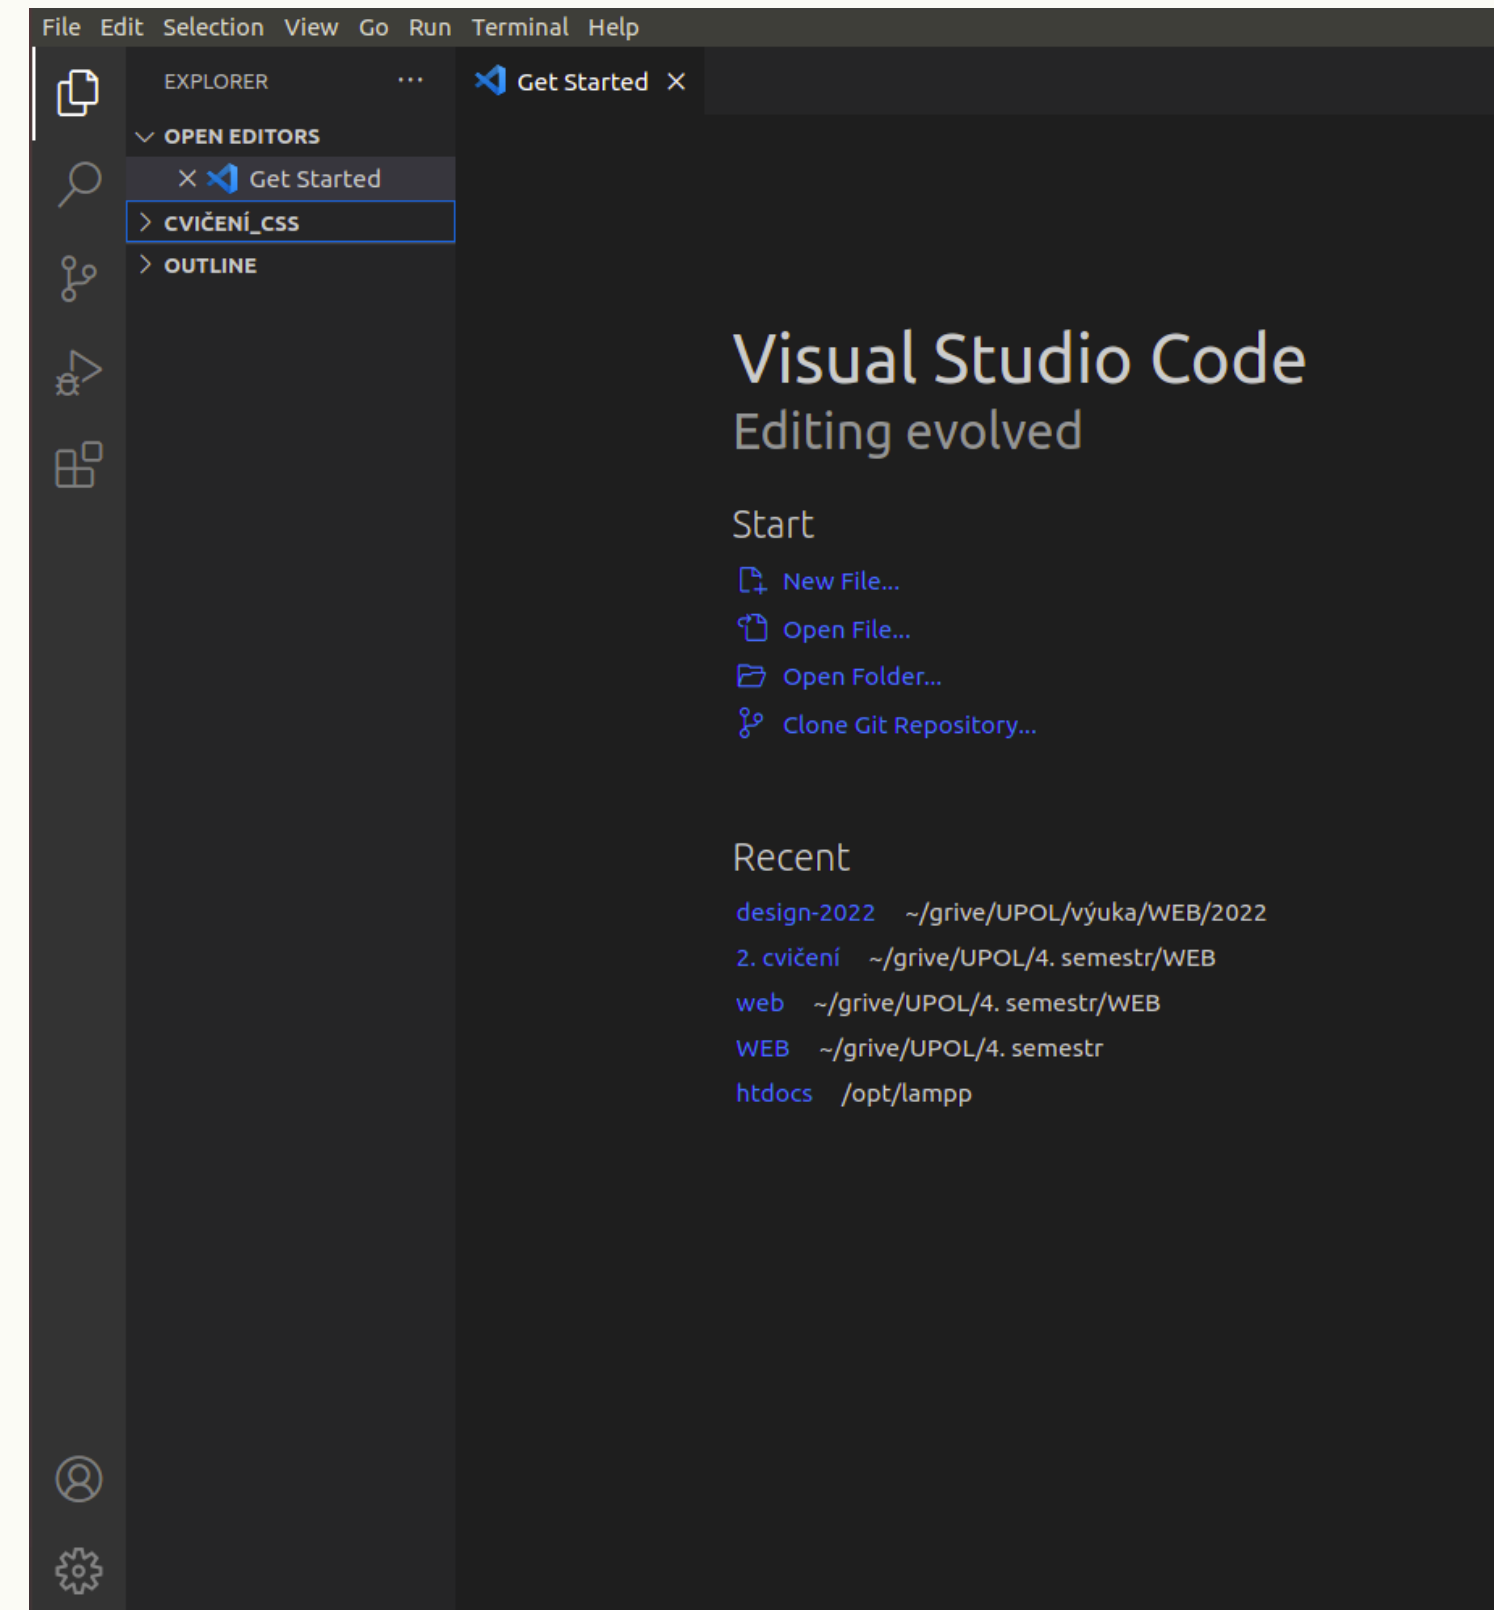 File Edit Selection View Go Run Terminal Help
EXPLORER ···
Get Started
OPEN EDITORS
Get Started
CVIČENÍ_CSS
OUTLINE
Visual Studio Code
Editing evolved
Start
New File...
Open File...
Open Folder...
Clone Git Repository...
Recent
design-2022 ~/grive/UPOL/výuka/WEB/2022
2. cvičení ~/grive/UPOL/4. semestr/WEB
web ~/grive/UPOL/4. semestr/WEB
WEB ~/grive/UPOL/4. semestr
htdocs /opt/lampp